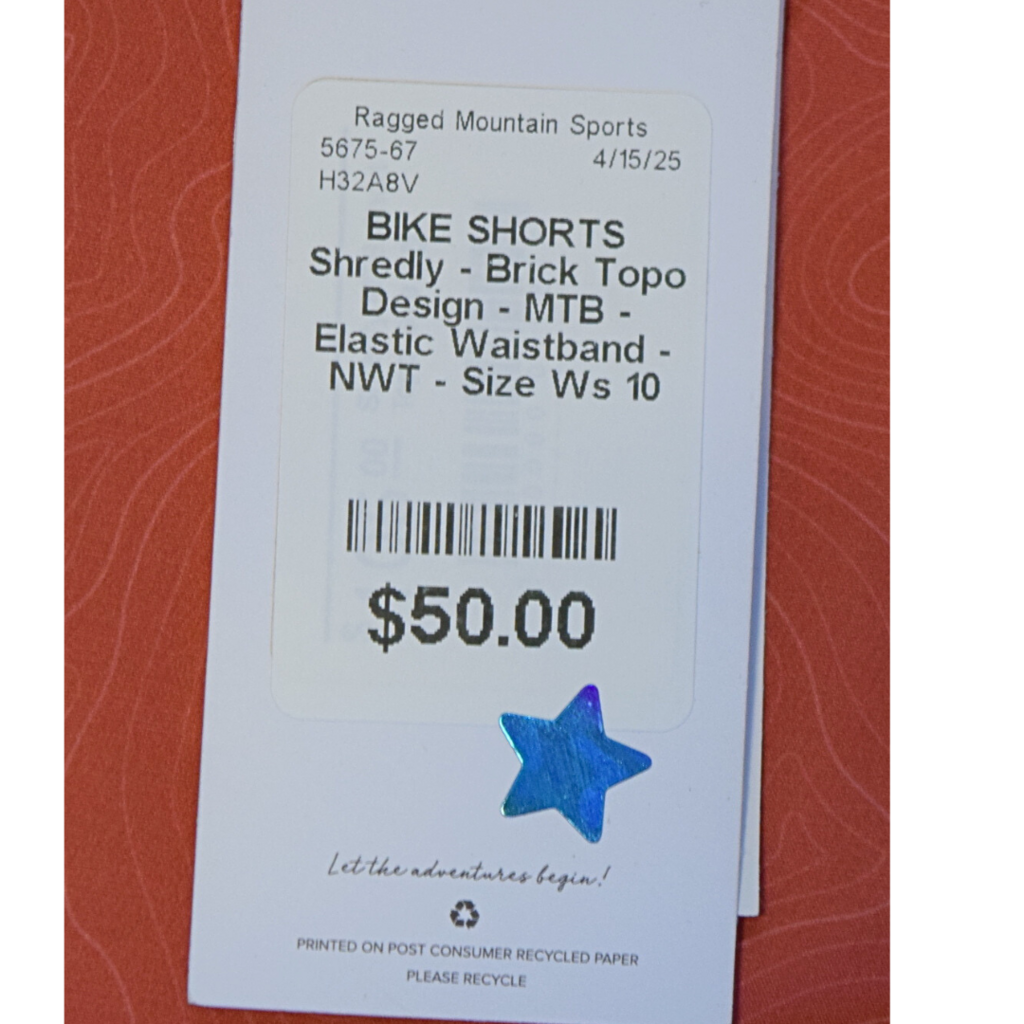 Ragged Mountain Sports
5675-67 4/15/25
H32A8V
BIKE SHORTS
Shredly - Brick Topo
Design - MTB -
Elastic Waistband -
NWT - Size Ws 10
$50.00
Let the adventures begin!
PRINTED ON POST CONSUMER RECYCLED PAPER
PLEASE RECYCLE